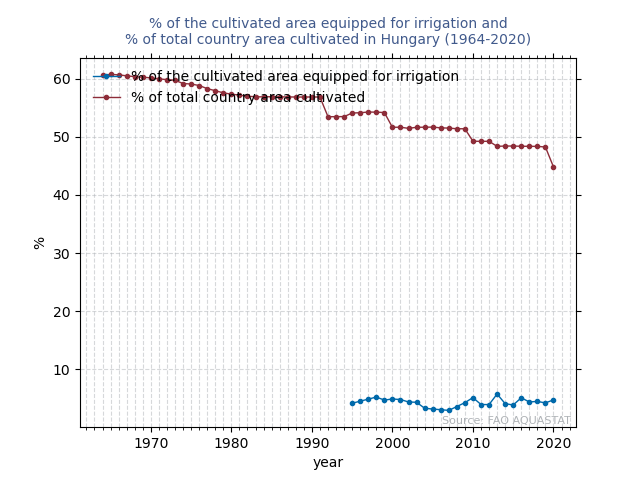 % of the cultivated area equipped for irrigation and
% of total country area cultivated in Hungary (1964-2020)
% of the cultivated area equipped for irrigation
% of total country area cultivated
60
50
40
30
20
10
%
1970 1980 1990 2000 2010 2020
year
Source: FAO AQUASTAT